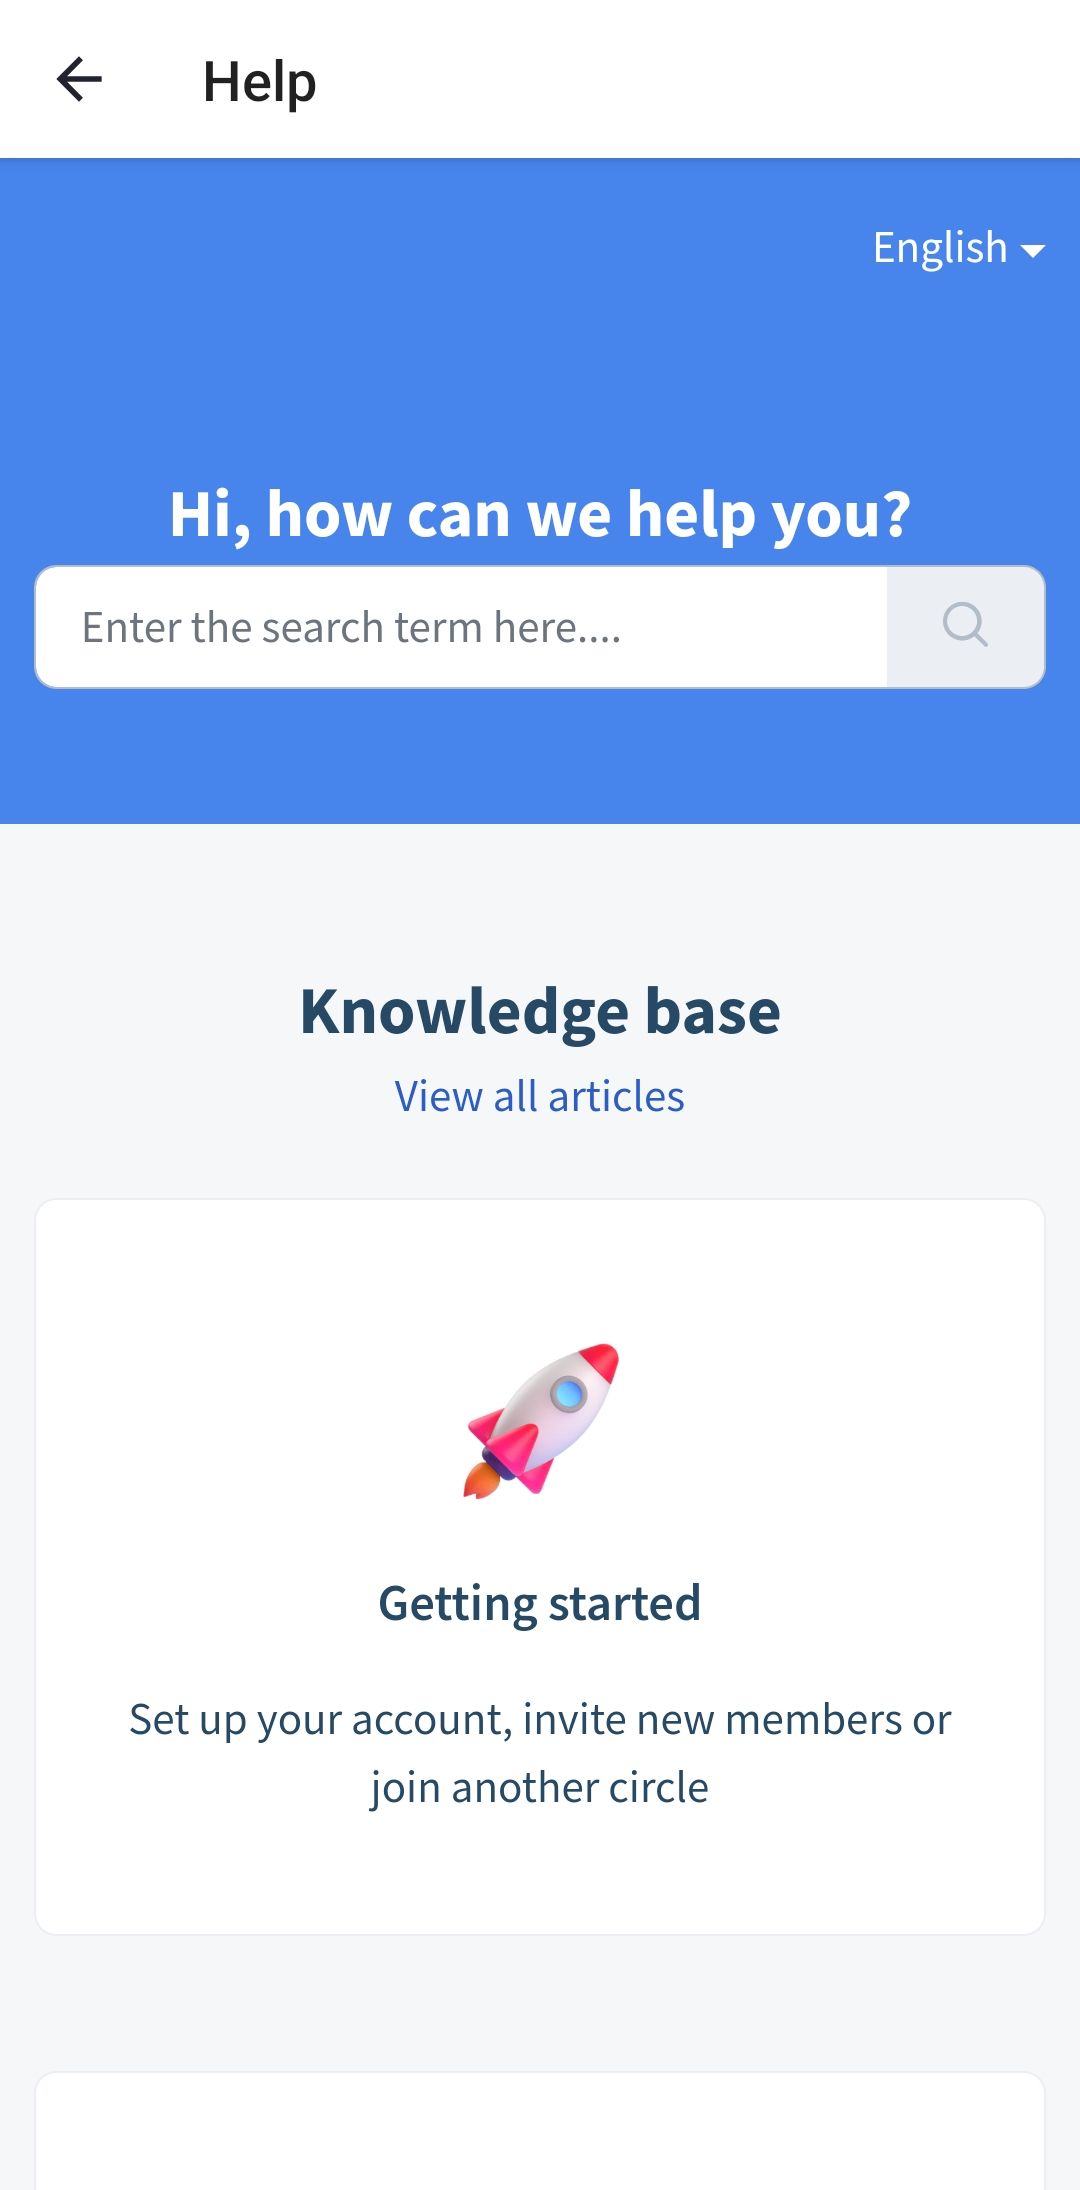 Help
English
Hi, how can we help you?
Enter the search term here....
Knowledge base
View all articles
Getting started
Set up your account, invite new members or
join another circle